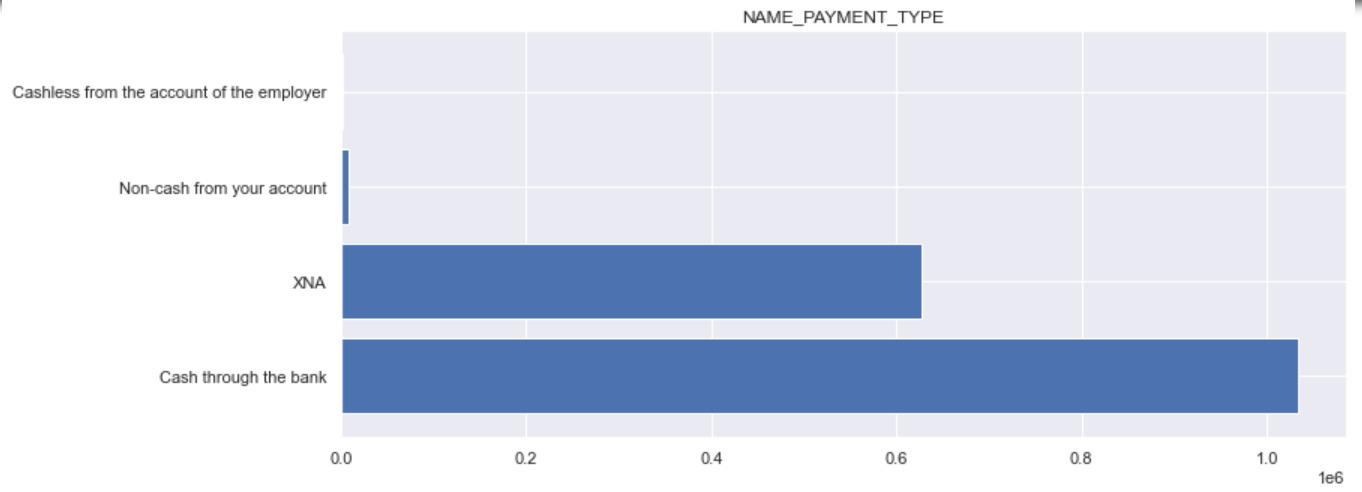 NAME_PAYMENT_TYPE
Cashless from the account of the employer
Non-cash from your account
XNA
Cash through the bank
0.0 0.2 0.4 0.6 0.8 1.0
1e6